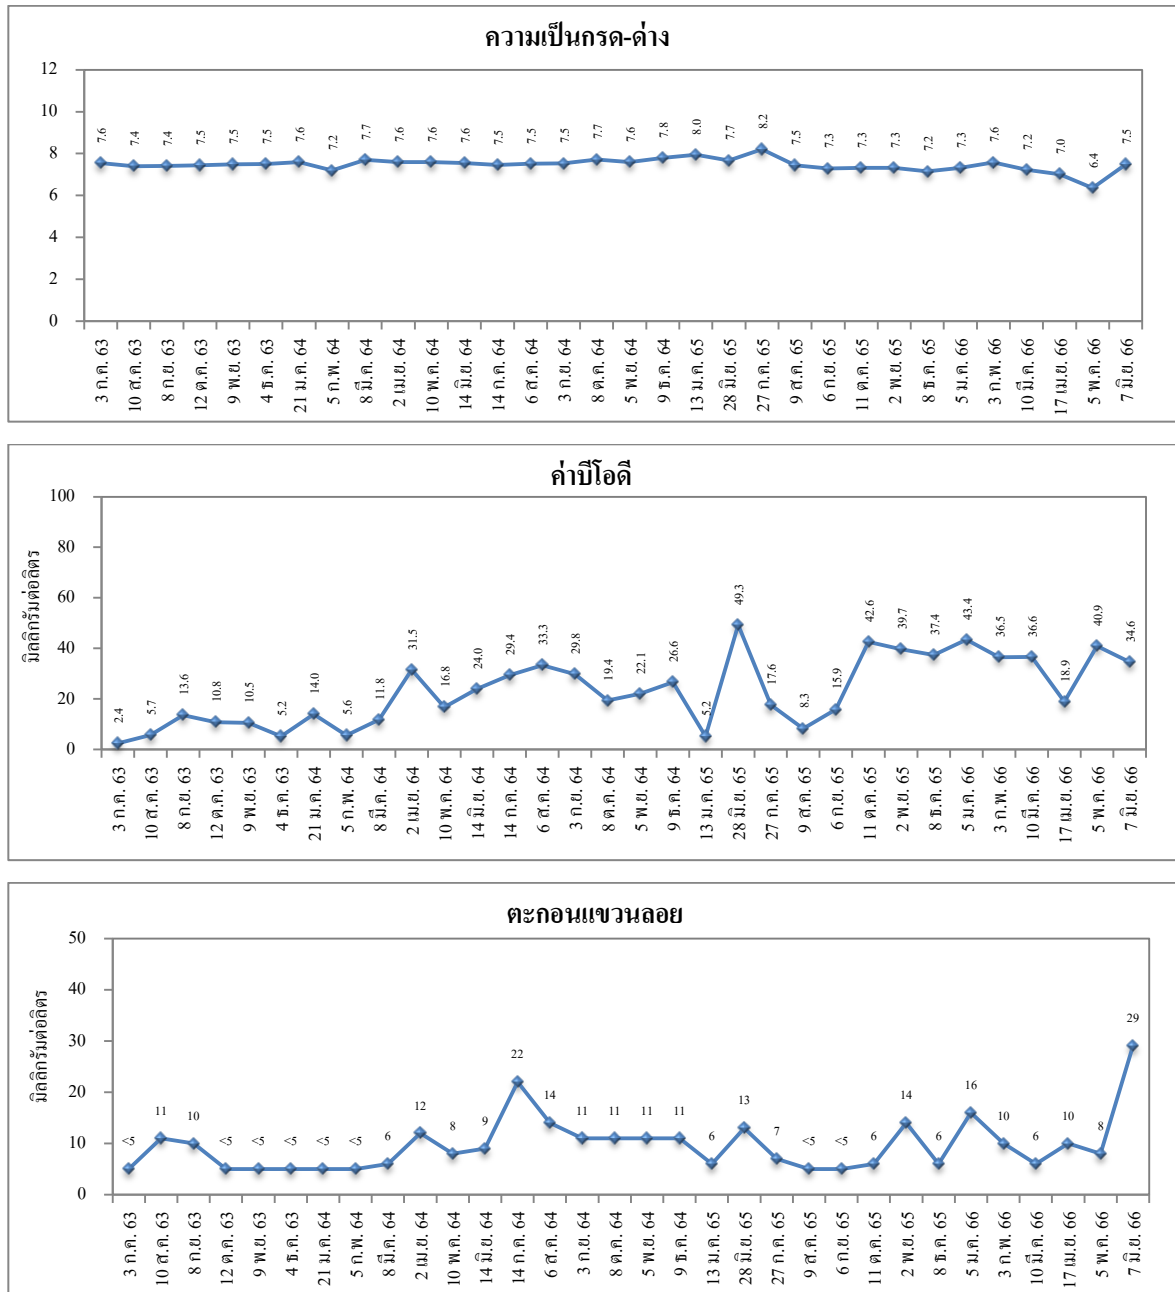 ความเป็นกรด-ด่าง
12
10
8
6
4
2
0
7.6 7.4 7.4 7.5 7.5 7.5 7.6 7.2 7.7 7.6 7.6 7.6 7.5 7.5 7.5 7.7 7.6 7.8 8.0 7.7 8.2 7.5 7.3 7.3 7.3 7.2 7.3 7.6 7.2 7.0 6.4 7.5
3 ก.ค. 63 10 ส.ค. 63 8 ก.ย. 63 12 ต.ค. 63 9 พ.ย. 63 4 ธ.ค. 63 21 ม.ค. 64 5 ก.พ. 64 8 มี.ค. 64 2 เม.ย. 64 10 พ.ค. 64 14 มิ.ย. 64 14 ก.ค. 64 6 ส.ค. 64 3 ก.ย. 64 8 ต.ค. 64 5 พ.ย. 64 9 ธ.ค. 64 13 ม.ค. 65 28 มิ.ย. 65 27 ก.ค. 65 9 ส.ค. 65 6 ก.ย. 65 11 ต.ค. 65 2 พ.ย. 65 8 ธ.ค. 65 5 ม.ค. 66 3 ก.พ. 66 10 มี.ค. 66 17 เม.ย. 66 5 พ.ค. 66 7 มิ.ย. 66
ค่าบีโอดี
มิลลิกรัมต่อลิตร
100
80
60
40
20
0
2.4 5.7 13.6 10.8 10.5 5.2 14.0 5.6 11.8 31.5 16.8 24.0 29.4 33.3 29.8 19.4 22.1 26.6 5.2 49.3 17.6 8.3 15.9 42.6 39.7 37.4 43.4 36.5 36.6 18.9 40.9 34.6
3 ก.ค. 63 10 ส.ค. 63 8 ก.ย. 63 12 ต.ค. 63 9 พ.ย. 63 4 ธ.ค. 63 21 ม.ค. 64 5 ก.พ. 64 8 มี.ค. 64 2 เม.ย. 64 10 พ.ค. 64 14 มิ.ย. 64 14 ก.ค. 64 6 ส.ค. 64 3 ก.ย. 64 8 ต.ค. 64 5 พ.ย. 64 9 ธ.ค. 64 13 ม.ค. 65 28 มิ.ย. 65 27 ก.ค. 65 9 ส.ค. 65 6 ก.ย. 65 11 ต.ค. 65 2 พ.ย. 65 8 ธ.ค. 65 5 ม.ค. 66 3 ก.พ. 66 10 มี.ค. 66 17 เม.ย. 66 5 พ.ค. 66 7 มิ.ย. 66
ตะกอนแขวนลอย
มิลลิกรัมต่อลิตร
50
40
30
20
10
0
<5 11 10 <5 <5 <5 <5 <5 6 12 8 9 22 14 11 11 11 11 6 13 7 <5 <5 6 14 6 16 10 6 10 8 29
3 ก.ค. 63 10 ส.ค. 63 8 ก.ย. 63 12 ต.ค. 63 9 พ.ย. 63 4 ธ.ค. 63 21 ม.ค. 64 5 ก.พ. 64 8 มี.ค. 64 2 เม.ย. 64 10 พ.ค. 64 14 มิ.ย. 64 14 ก.ค. 64 6 ส.ค. 64 3 ก.ย. 64 8 ต.ค. 64 5 พ.ย. 64 9 ธ.ค. 64 13 ม.ค. 65 28 มิ.ย. 65 27 ก.ค. 65 9 ส.ค. 65 6 ก.ย. 65 11 ต.ค. 65 2 พ.ย. 65 8 ธ.ค. 65 5 ม.ค. 66 3 ก.พ. 66 10 มี.ค. 66 17 เม.ย. 66 5 พ.ค. 66 7 มิ.ย. 66